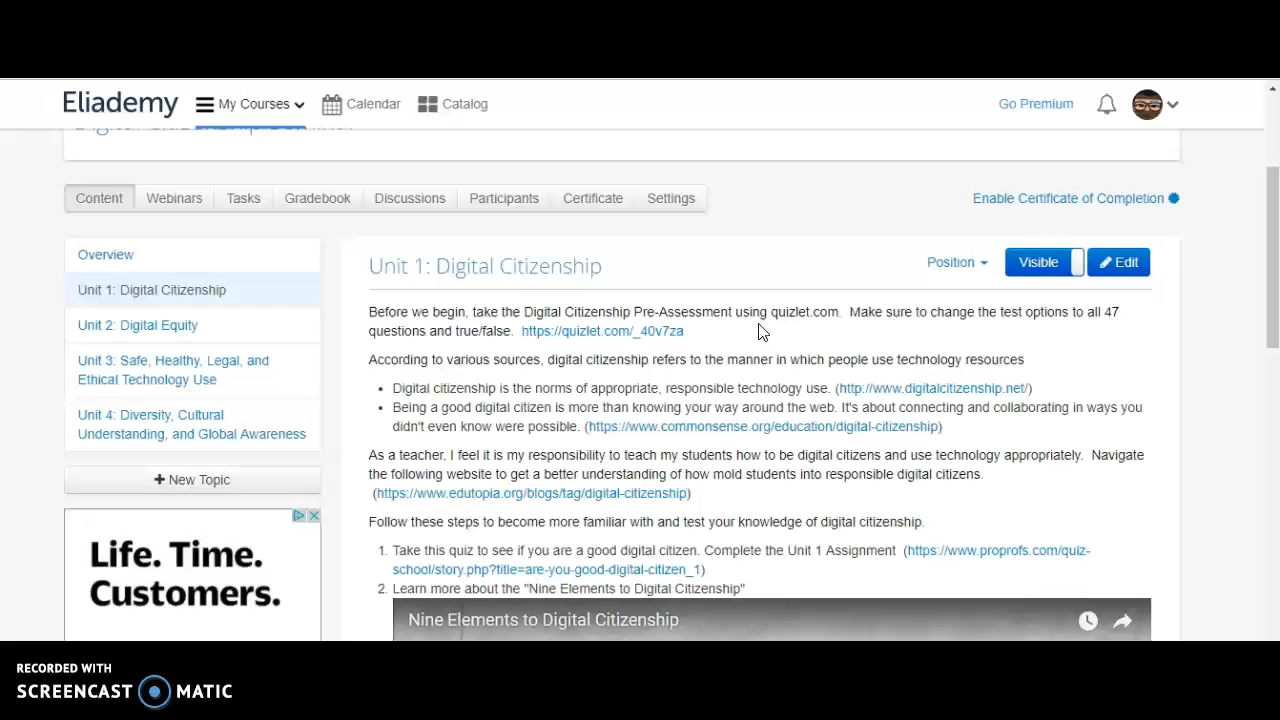 Eliademy My Courses Calendar Catalog Go Premium
Content Webinars Tasks Gradebook Discussions Participants Certificate Settings Enable Certificate of Completion
Overview
Unit 1: Digital Citizenship
Unit 2: Digital Equity
Unit 3: Safe, Healthy, Legal, and
Ethical Technology Use
Unit 4: Diversity, Cultural
Understanding, and Global Awareness
+ New Topic
Life. Time.
Customers.
Unit 1: Digital Citizenship Position Visible Edit
Before we begin, take the Digital Citizenship Pre-Assessment using quizlet.com. Make sure to change the test options to all 47
questions and true/false. https://quizlet.com/_40v7za
According to various sources, digital citizenship refers to the manner in which people use technology resources
• Digital citizenship is the norms of appropriate, responsible technology use. (http://www.digitalcitizenship.net/)
• Being a good digital citizen is more than knowing your way around the web. It's about connecting and collaborating in ways you
didn't even know were possible. (https://www.commonsense.org/education/digital-citizenship)
As a teacher, I feel it is my responsibility to teach my students how to be digital citizens and use technology appropriately. Navigate
the following website to get a better understanding of how mold students into responsible digital citizens.
(https://www.edutopia.org/blogs/tag/digital-citizenship)
Follow these steps to become more familiar with and test your knowledge of digital citizenship.
1. Take this quiz to see if you are a good digital citizen. Complete the Unit 1 Assignment (https://www.proprofs.com/quiz-
school/story.php?title=are-you-good-digital-citizen_1)
2. Learn more about the "Nine Elements to Digital Citizenship"
Nine Elements to Digital Citizenship
RECORDED WITH
SCREENCAST MATIC